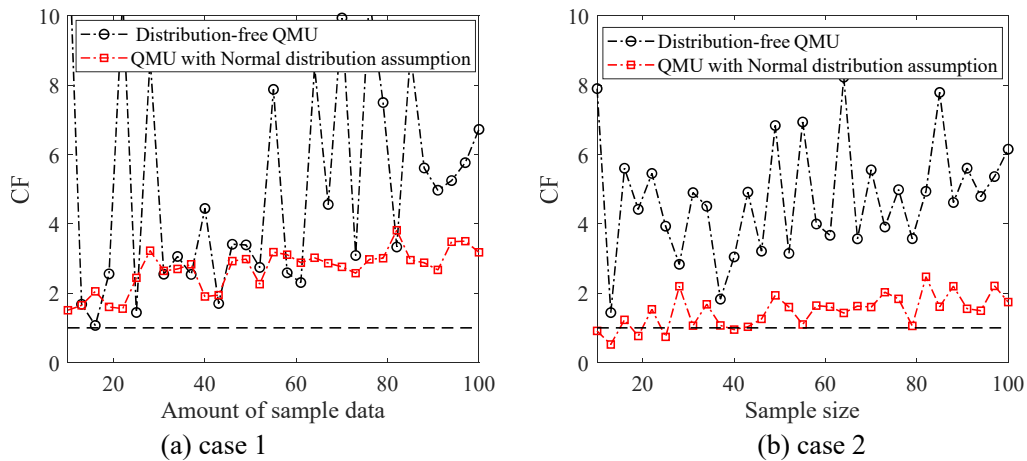 10
8
6
4
2
0
CF
Distribution-free QMU
QMU with Normal distribution assumption
20 40 60 80 100
Amount of sample data
(a) case 1
10
8
6
4
2
0
CF
Distribution-free QMU
QMU with Normal distribution assumption
20 40 60 80 100
Sample size
(b) case 2